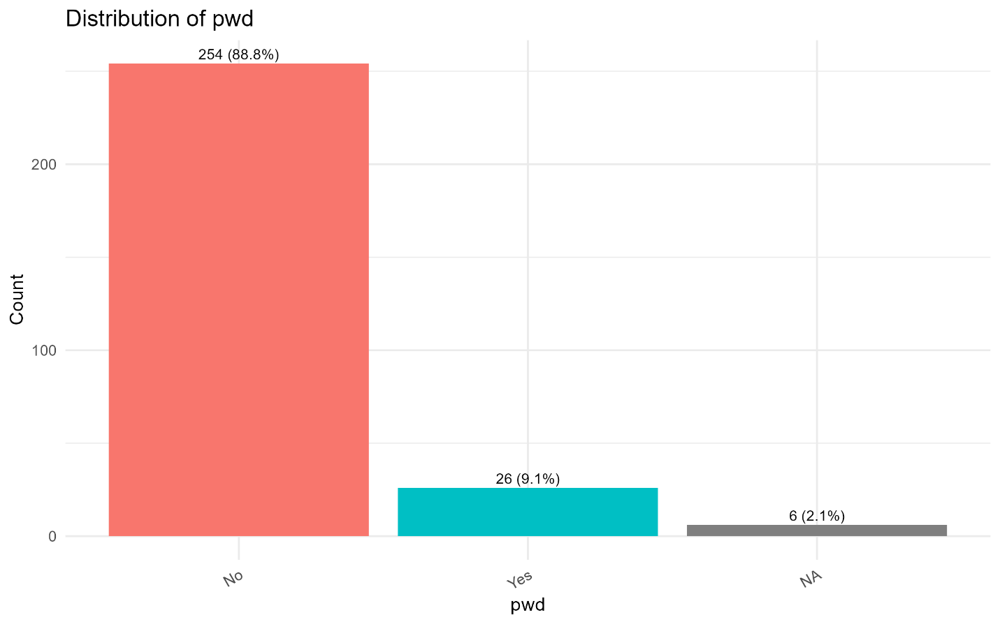 Distribution of pwd
254 (88.8%)
26 (9.1%)
6 (2.1%)
200
100
0
Count
No
Yes
NA
pwd